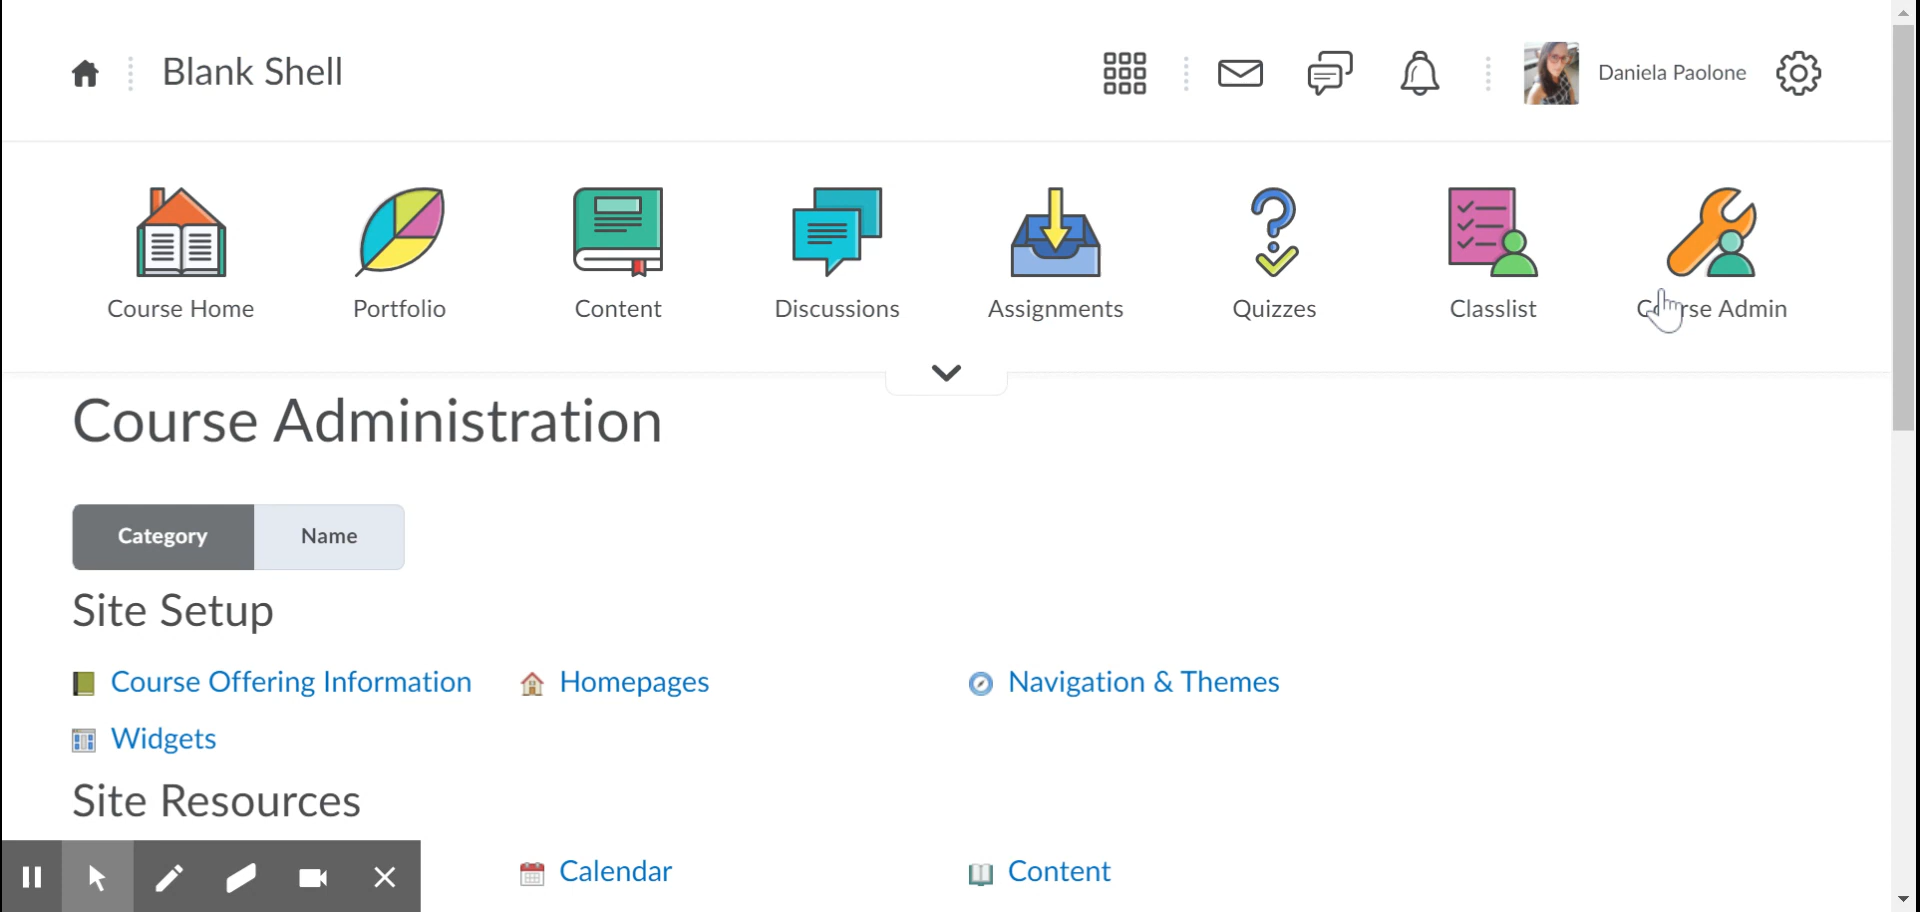 Blank Shell
Daniela Paolone
Course Home
Portfolio
Content
Discussions
Assignments
Quizzes
Classlist
Course Admin
Course Administration
Category
Name
Site Setup
Course Offering Information
Homepages
Navigation & Themes
Widgets
Site Resources
Calendar
Content